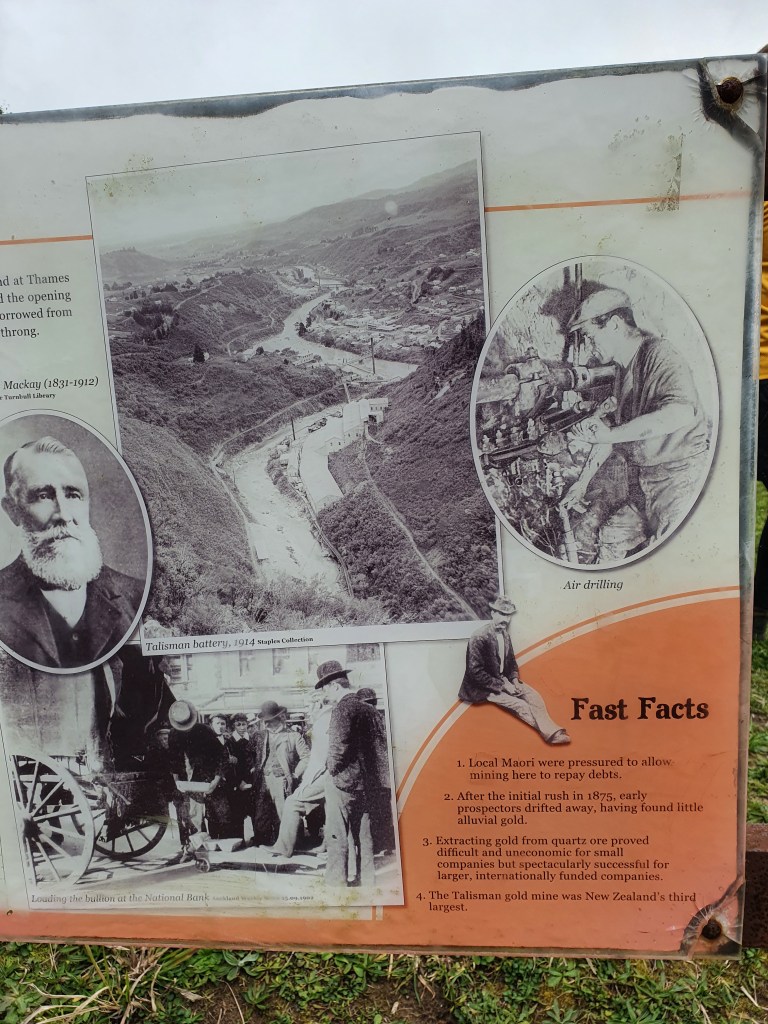 nd at Thames
d the opening
orrowed from
throng.
Mackay (1831-1912)
Turnbull Library
Talisman battery, 1914 Staples Collection
Air drilling
Loading the bullion at the National Bank
Fast Facts
1. Local Maori were pressured to allow
mining here to repay debts.
2. After the initial rush in 1875, early
prospectors drifted away, having found little
alluvial gold.
3. Extracting gold from quartz ore proved
difficult and uneconomic for small
companies but spectacularly successful for
larger, internationally funded companies.
4. The Talisman gold mine was New Zealand's third
largest.